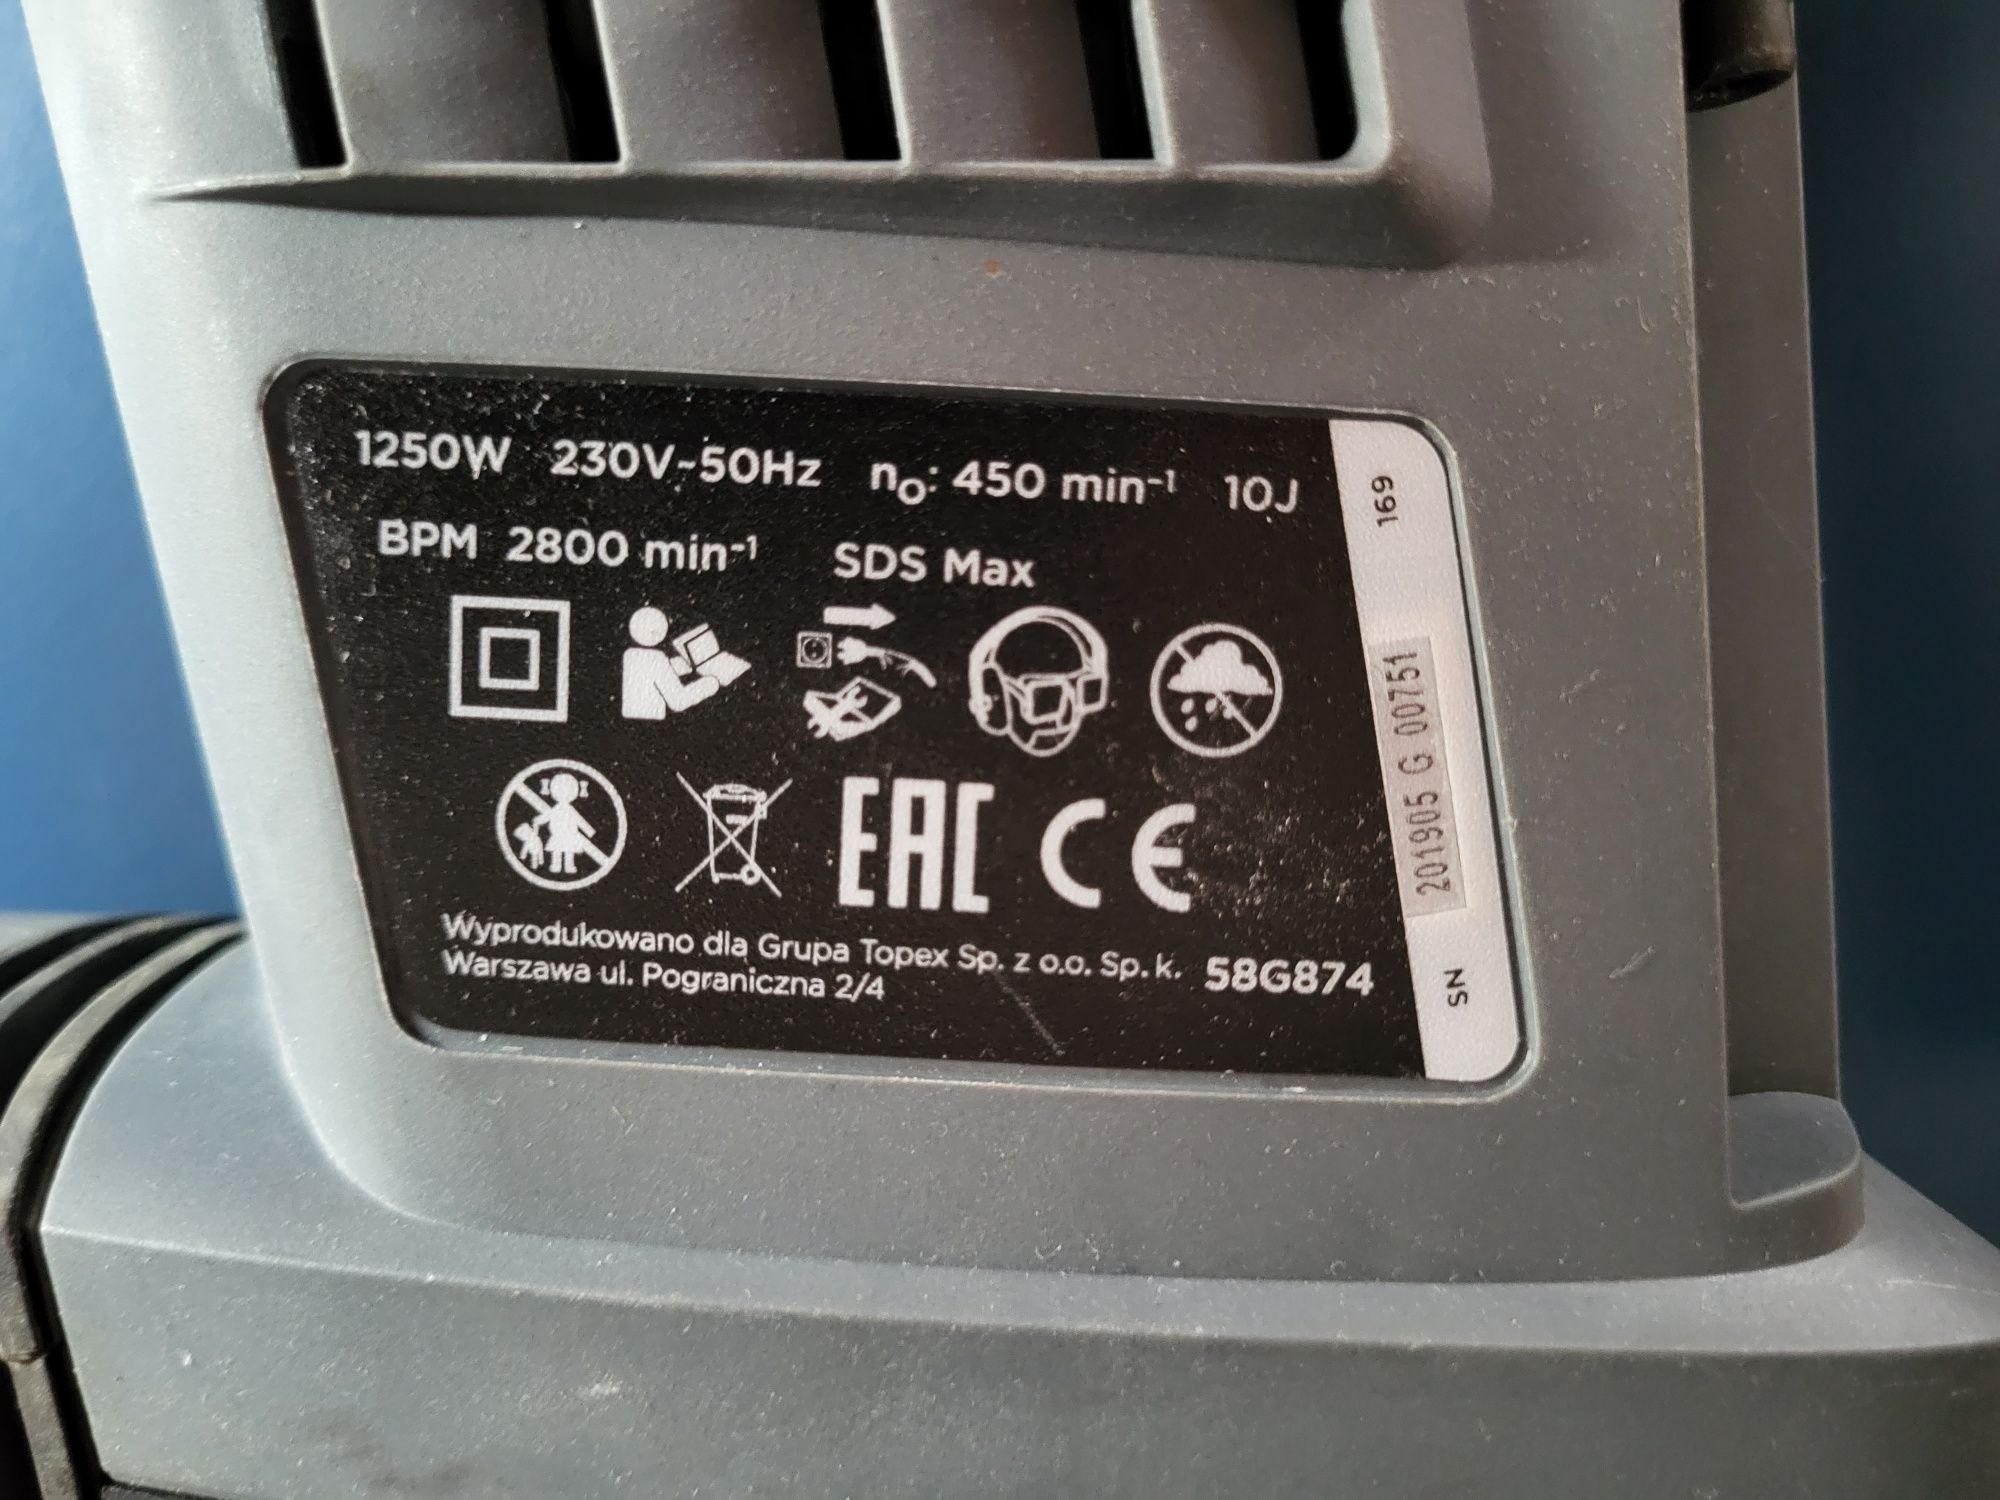 1250W 230V~50Hz n₀: 450 min⁻¹ 10J
BPM 2800 min⁻¹ SDS Max
EAC CE
Wyprodukowano dla Grupa Topex Sp. z o.o. Sp. k. 58G874
Warszawa ul. Pograniczna 2/4
169
201905 G 00751
SN